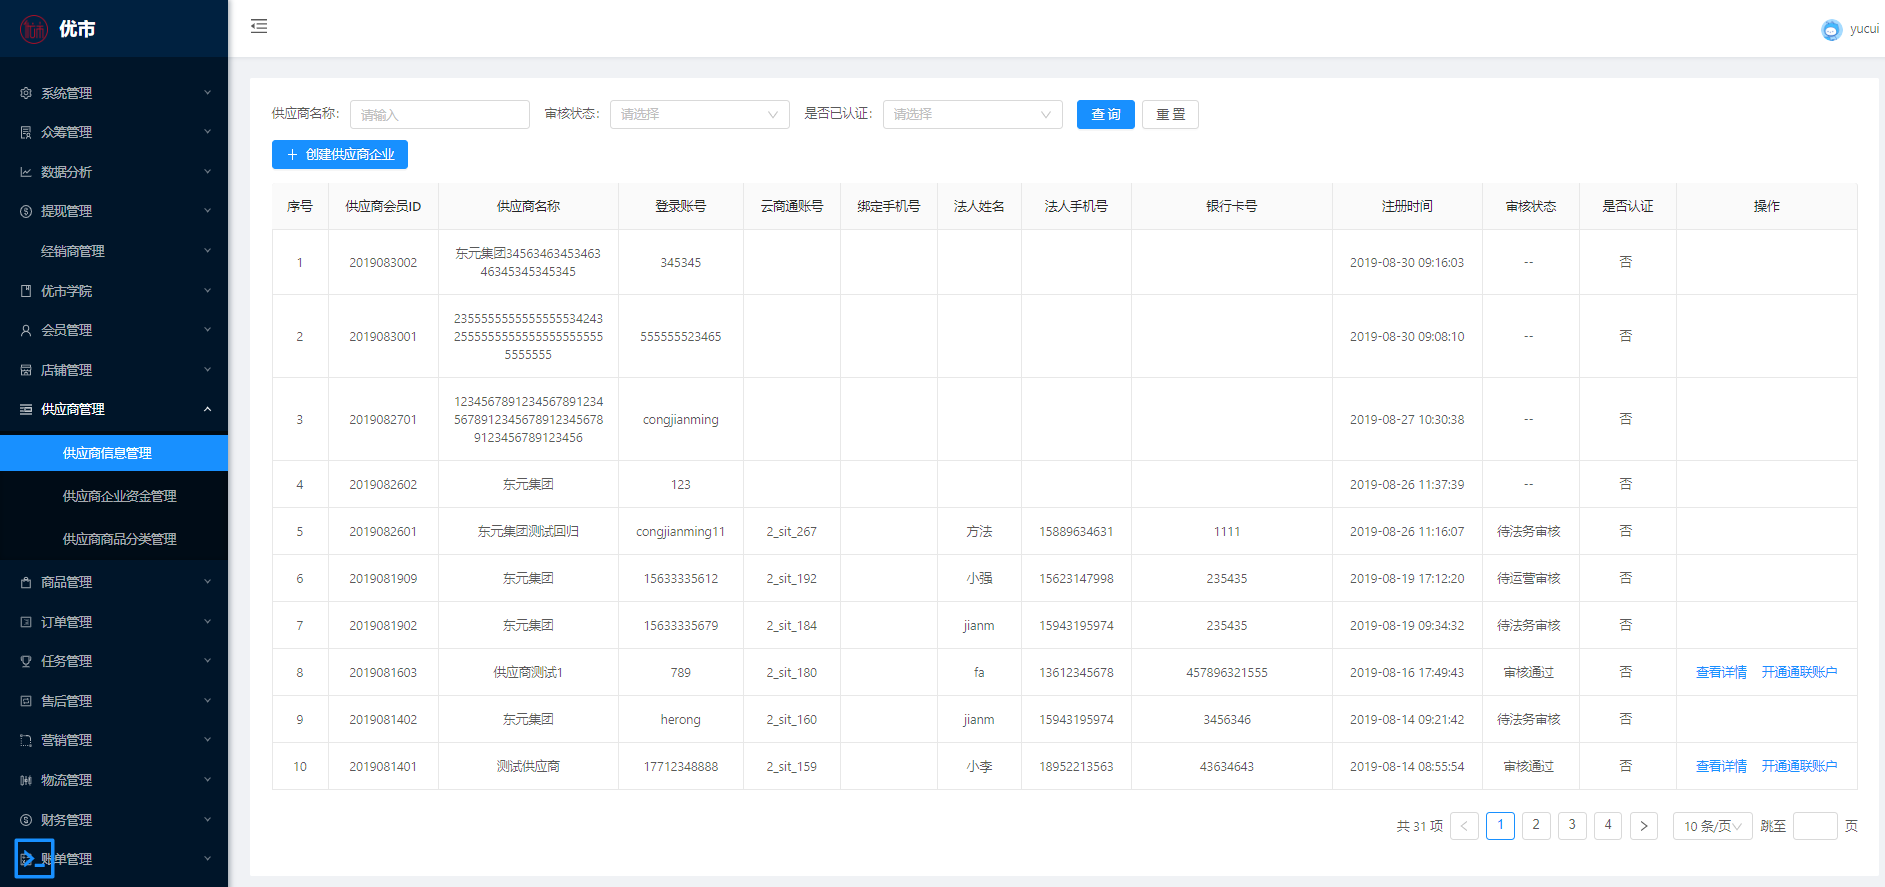 优市
yucui
系统管理
众筹管理
数据分析
提现管理
经销商管理
优市学院
会员管理
店铺管理
供应商管理
供应商信息管理
供应商企业资金管理
供应商商品分类管理
商品管理
订单管理
任务管理
售后管理
营销管理
物流管理
财务管理
账单管理
供应商名称: 请输入 审核状态: 请选择 是否已认证: 请选择 查 询 重 置
+ 创建供应商企业
序号 供应商会员ID 供应商名称 登录账号 云商通账号 绑定手机号 法人姓名 法人手机号 银行卡号 注册时间 审核状态 是否认证 操作
1 2019083002 东元集团34563463453463 46345345345345 345345 2019-08-30 09:16:03 -- 否
2 2019083001 2355555555555555534243 2555555555555555555555 5555555 555555523465 2019-08-30 09:08:10 -- 否
3 2019082701 1234567891234567891234 5678912345678912345678 9123456789123456 congjianming 2019-08-27 10:30:38 -- 否
4 2019082602 东元集团 123 2019-08-26 11:37:39 -- 否
5 2019082601 东元集团测试回归 congjianming11 2_sit_267 方法 15889634631 1111 2019-08-26 11:16:07 待法务审核 否
6 2019081909 东元集团 15633335612 2_sit_192 小强 15623147998 235435 2019-08-19 17:12:20 待运营审核 否
7 2019081902 东元集团 15633335679 2_sit_184 jianm 15943195974 235435 2019-08-19 09:34:32 待法务审核 否
8 2019081603 供应商测试1 789 2_sit_180 fa 13612345678 457896321555 2019-08-16 17:49:43 审核通过 否 查看详情 开通通联账户
9 2019081402 东元集团 herong 2_sit_160 jianm 15943195974 3456346 2019-08-14 09:21:42 待法务审核 否
10 2019081401 测试供应商 17712348888 2_sit_159 小李 18952213563 43634643 2019-08-14 08:55:54 审核通过 否 查看详情 开通通联账户
共 31 项 < 1 2 3 4 > 10 条/页 跳至 页